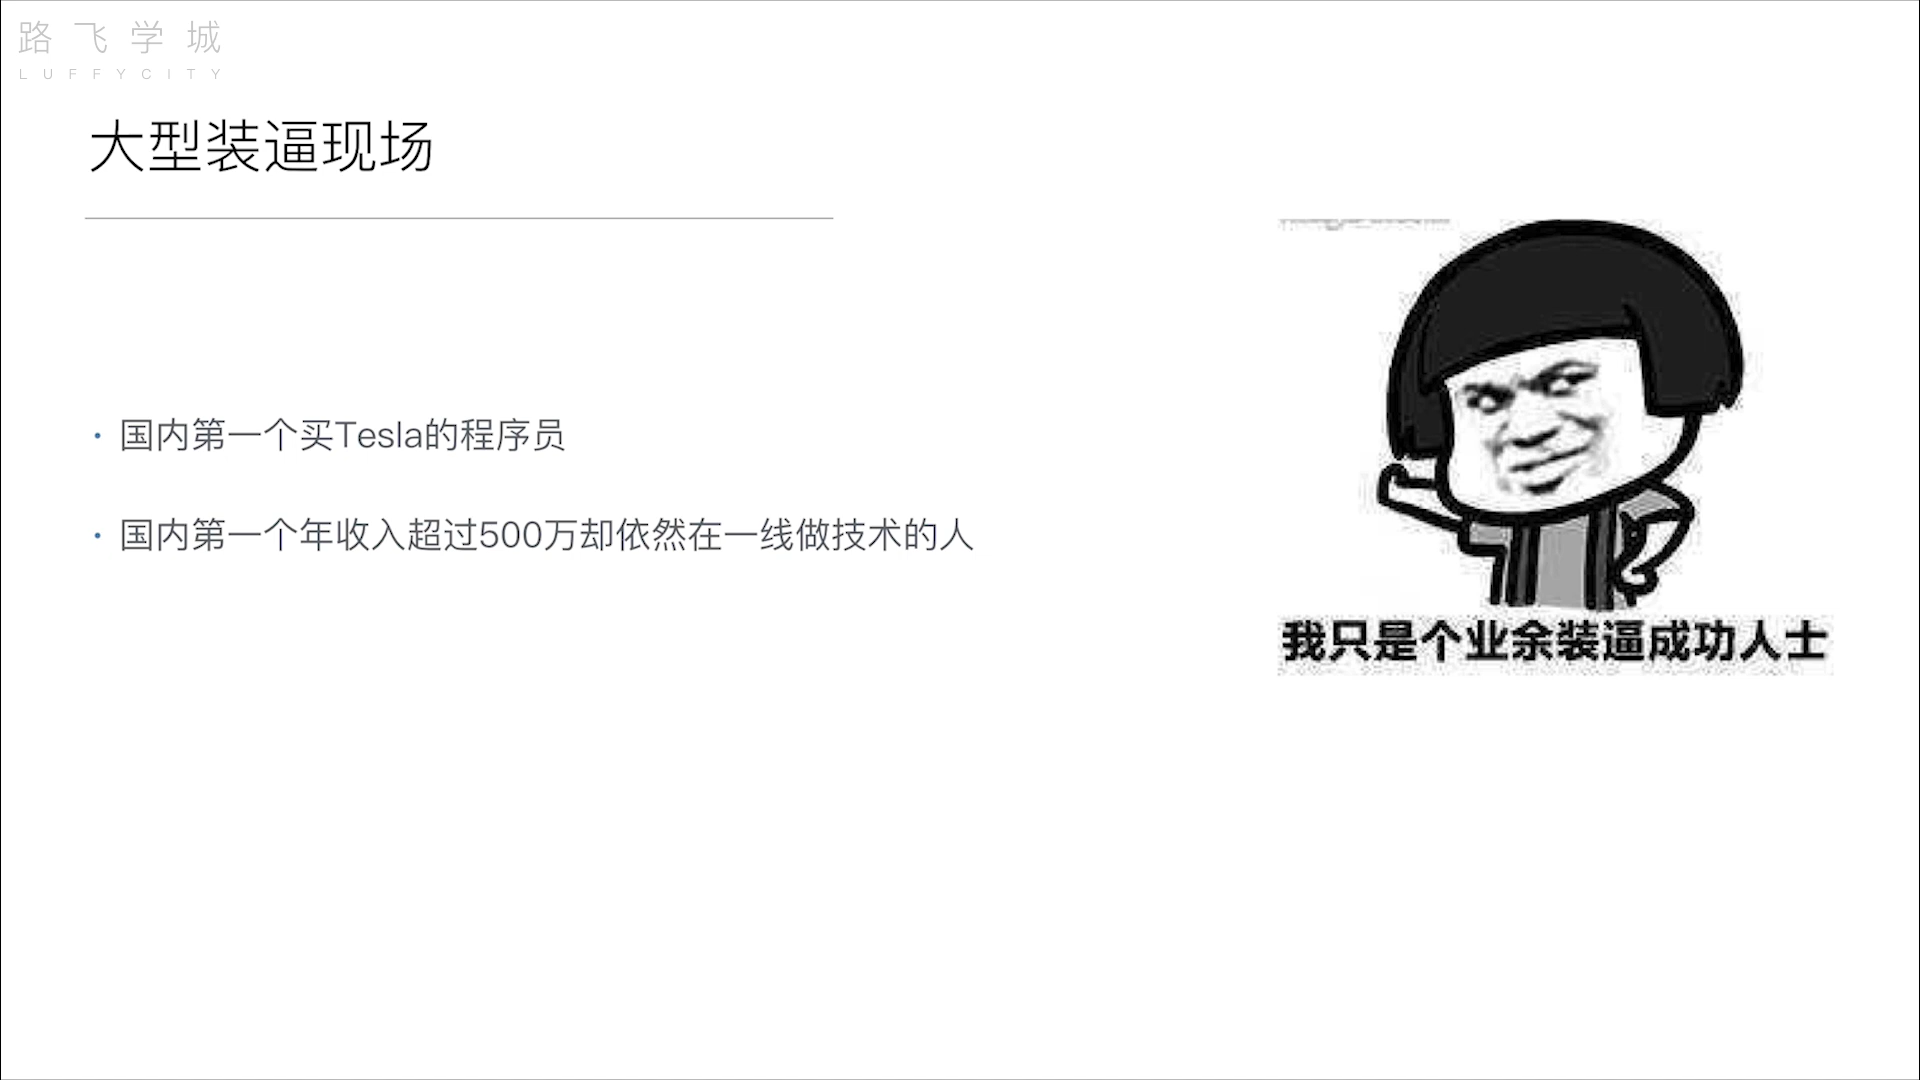 路飞学城
LUFFYCITY
大型装逼现场
• 国内第一个买Tesla的程序员
• 国内第一个年收入超过500万却依然在一线做技术的人
我只是个业余装逼成功人士